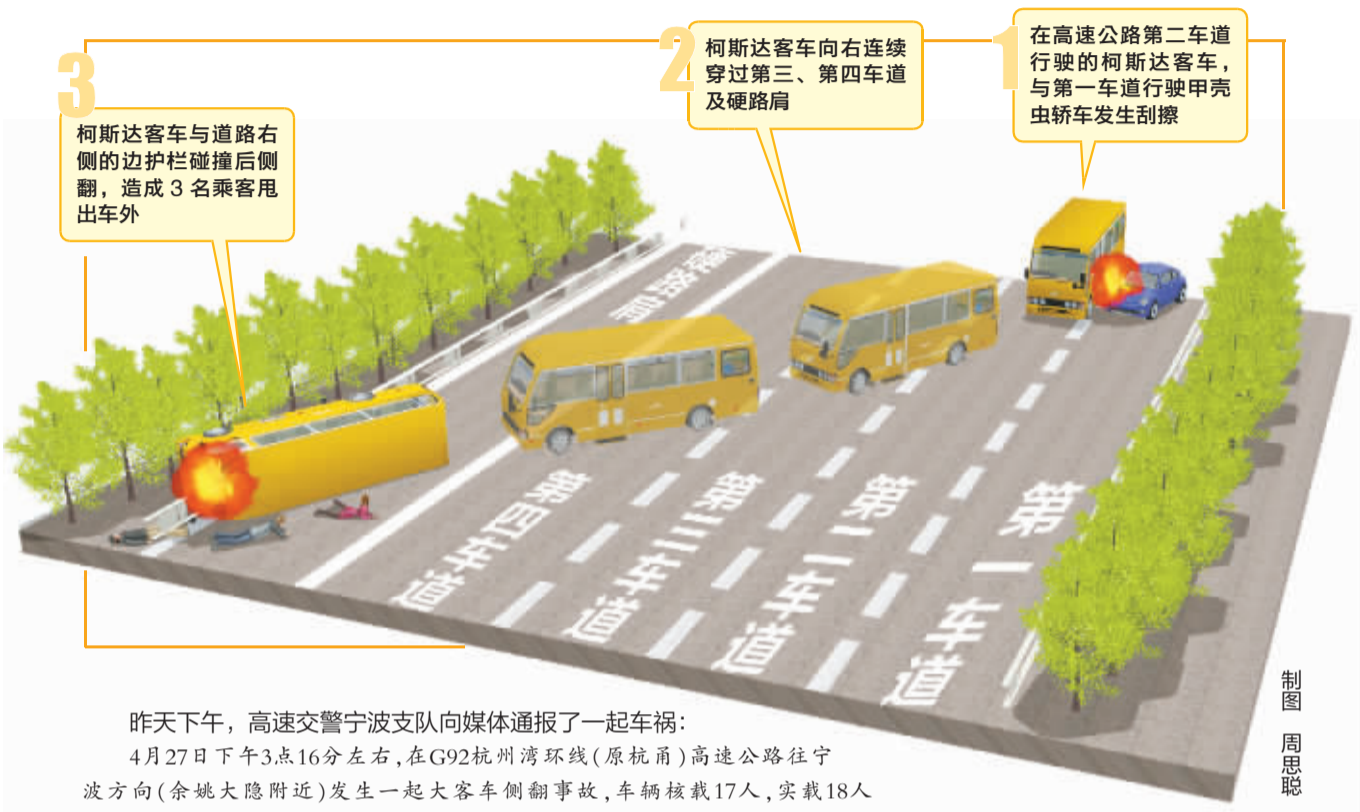 1
在高速公路第二车道
行驶的柯斯达客车，
与第一车道行驶甲壳
虫轿车发生刮擦
2
柯斯达客车向右连续
穿过第三、第四车道
及硬路肩
3
柯斯达客车与道路右
侧的边护栏碰撞后侧
翻，造成3名乘客甩
出车外
硬路肩
第四车道
第三车道
第二车道
第一车道
昨天下午，高速交警宁波支队向媒体通报了一起车祸：
4月27日下午3点16分左右,在G92杭州湾环线(原杭甬)高速公路往宁
波方向(余姚大隐附近)发生一起大客车侧翻事故,车辆核载17人,实载18人
制图 周思聪